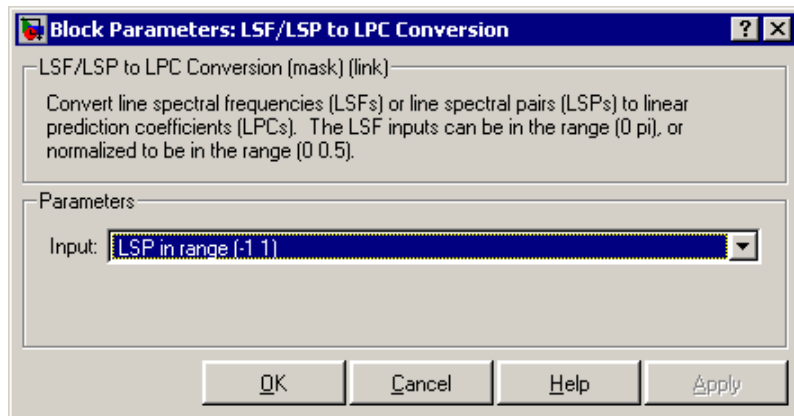 Block Parameters: LSF/LSP to LPC Conversion
LSF/LSP to LPC Conversion (mask) (link)
Convert line spectral frequencies (LSFs) or line spectral pairs (LSPs) to linear
prediction coefficients (LPCs). The LSF inputs can be in the range (0 pi), or
normalized to be in the range (0 0.5).
Parameters
Input: LSP in range (-1 1)
OK Cancel Help Apply